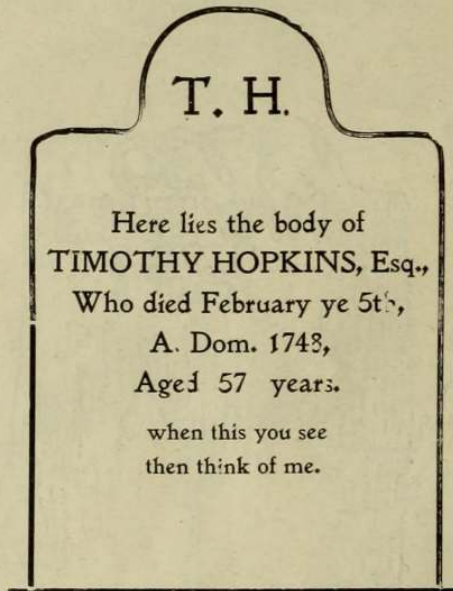 T. H.
Here lies the body of
TIMOTHY HOPKINS, Esq.,
Who died February ye 5th,
A. Dom. 1748,
Aged 57 years.
when this you see
then think of me.